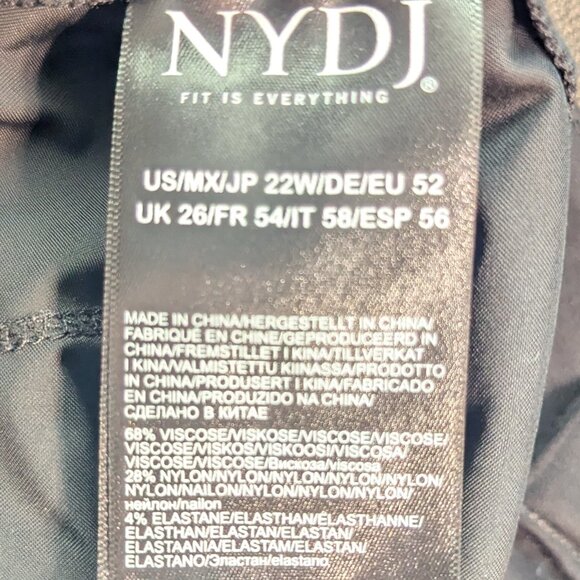 NYDJ®
FIT IS EVERYTHING
US/MX/JP 22W/DE/EU 52
UK 26/FR 54/IT 58/ESP 56
MADE IN CHINA/HERGESTELLT IN CHINA/
FABRIQUÉ EN CHINE/GEPRODUCEERD IN
CHINA/FREMSTILLET I KINA/TILLVERKAT
I KINA/VALMISTETTU KIINASSA/PRODOTTO
IN CHINA/PRODUSERT I KINA/FABRICADO
EN CHINA/PRODUZIDO NA CHINA/
СДЕЛАНО В КИТАЕ
68% VISCOSE/VISKOSE/VISCOSE/VISCOSE/
VISCOSE/VISKOS/VISKOOSI/VISCOSA/
VISCOSE/VISCOSE/VISCOSE/Вискоза/viscosa
28% NYLON/NYLON/NYLON/NYLON/NYLON/
NYLON/NAILON/NYLON/NYLON/NYLON/
нейлон/nailon
4% ELASTANE/ELASTHAN/ELASTHANNE/
ELASTHAN/ELASTAN/ELASTAN/
ELASTAANIA/ELASTAM/ELASTAN/
ELASTANO/Эластан/elastano